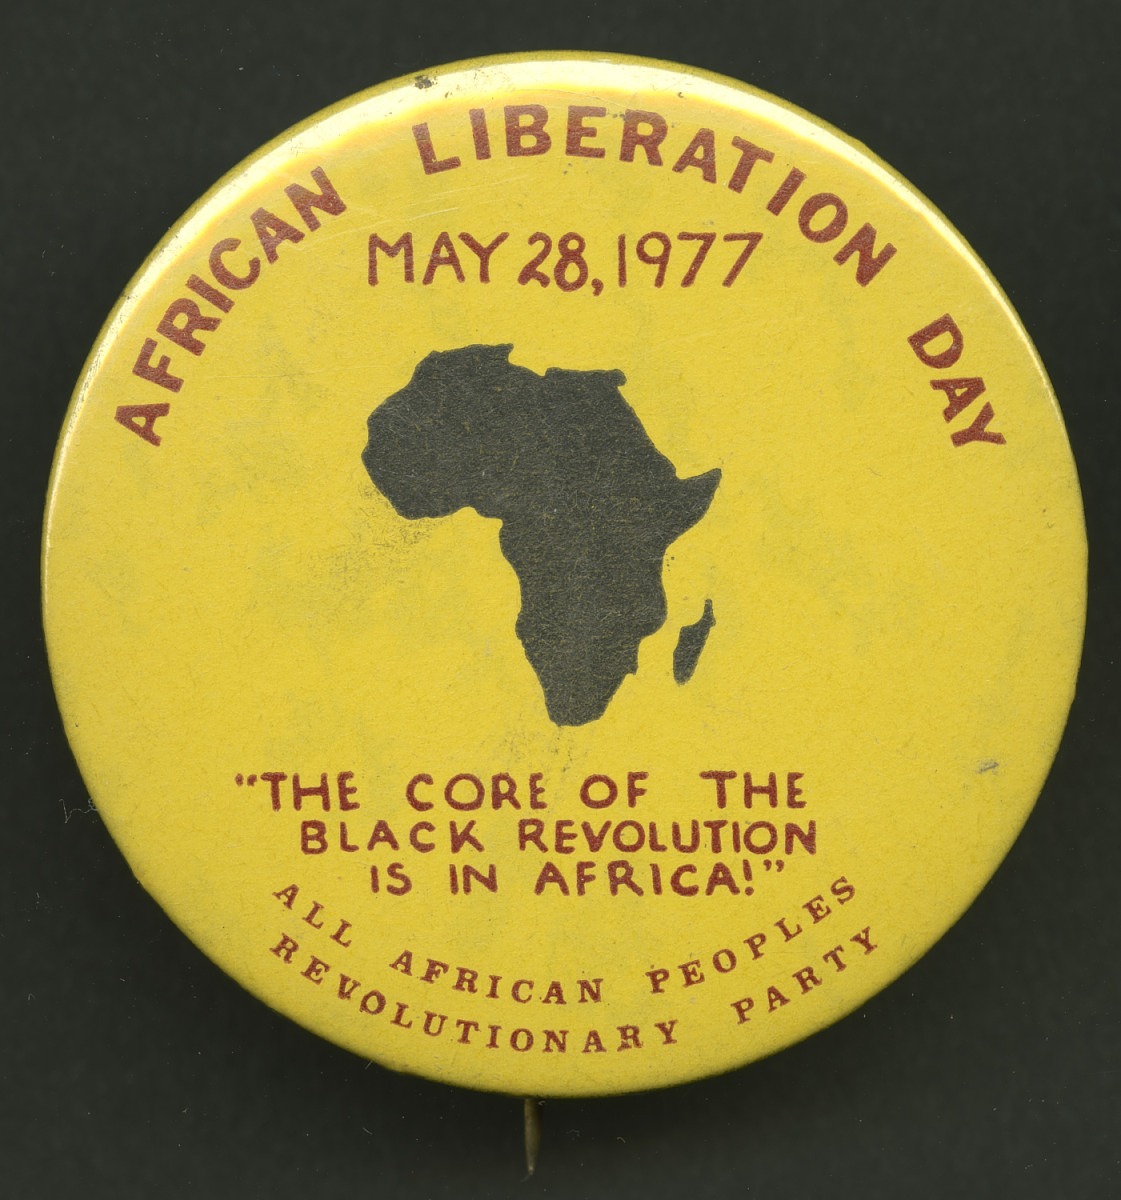 AFRICAN LIBERATION DAY
MAY 28, 1977
“THE CORE OF THE
BLACK REVOLUTION
IS IN AFRICA!”
ALL AFRICAN PEOPLES
REVOLUTIONARY PARTY